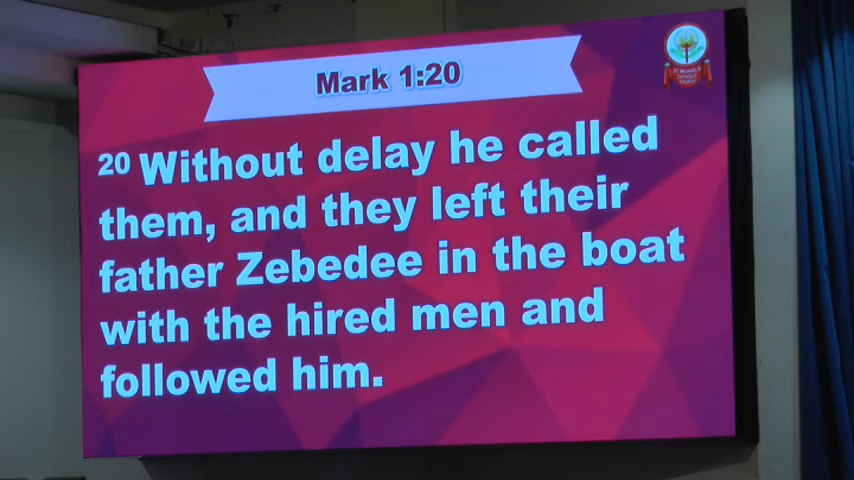 Mark 1:20
20 Without delay he called
them, and they left their
father Zebedee in the boat
with the hired men and
followed him.